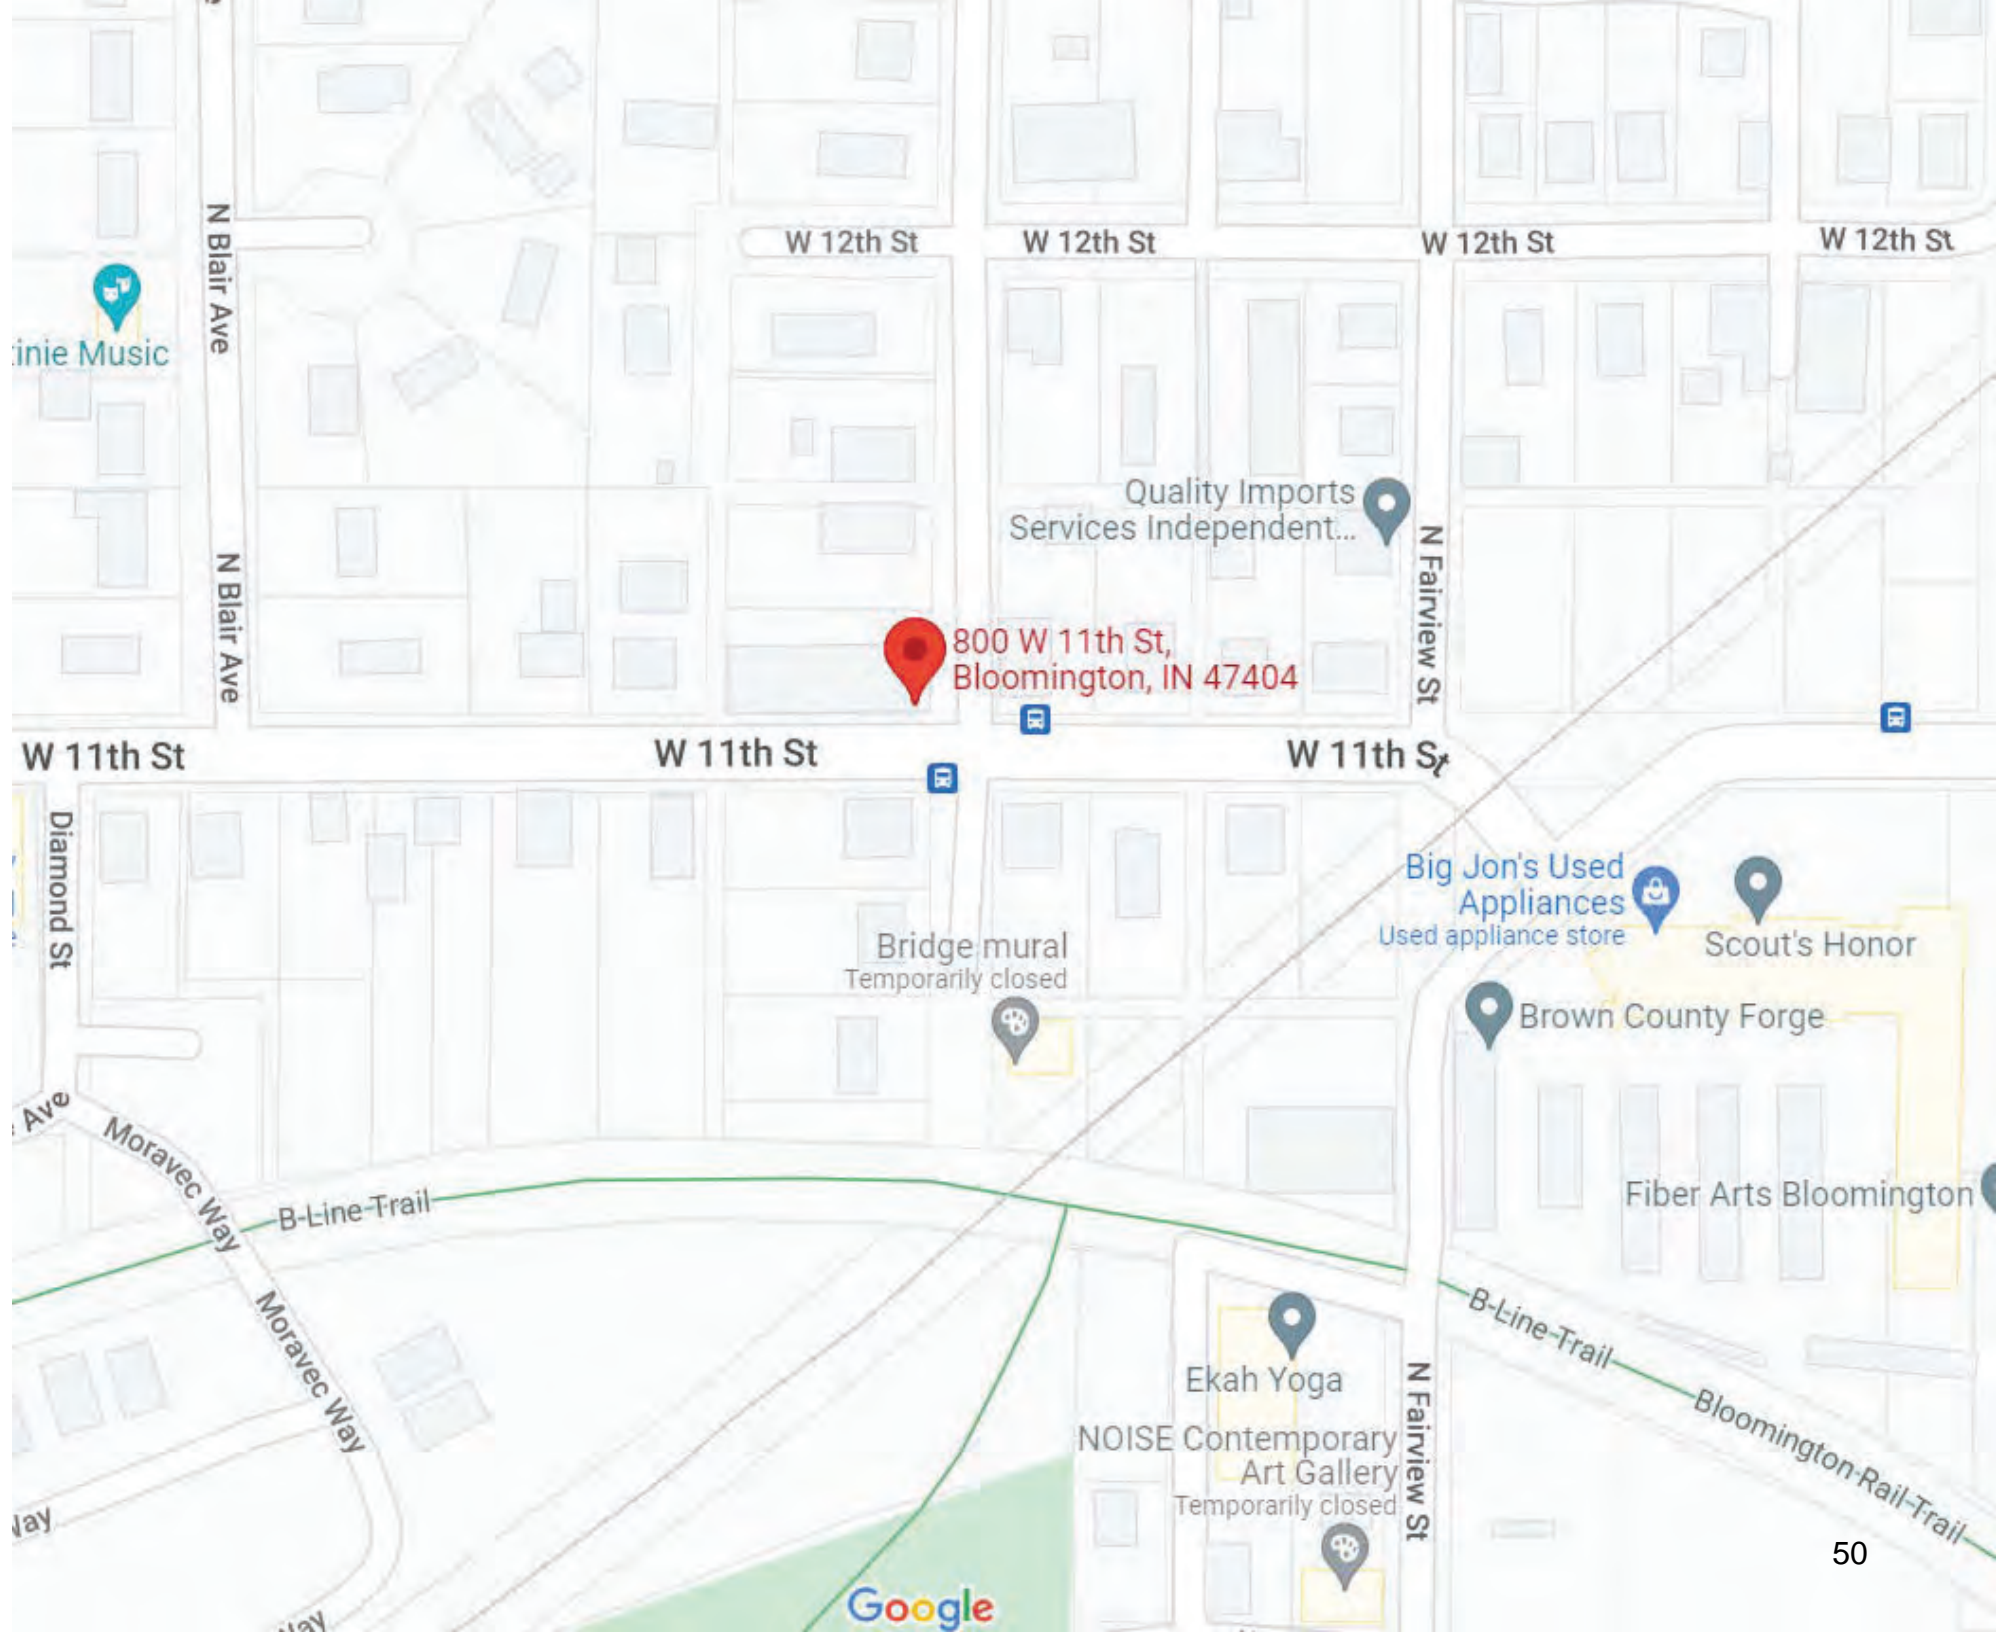 N Blair Ave
W 12th St
W 12th St
W 12th St
W 12th St
inie Music
Quality Imports
Services Independent...
N Fairview St
N Blair Ave
800 W 11th St,
Bloomington, IN 47404
W 11th St
W 11th St
W 11th St
Diamond St
Big Jon's Used
Appliances
Used appliance store
Scout's Honor
Bridge mural
Temporarily closed
Brown County Forge
Ave
Moravec Way
B-Line Trail
Fiber Arts Bloomington
Moravec Way
B-Line Trail
Ekah Yoga
N Fairview St
Bloomington Rail-Trail
NOISE Contemporary
Art Gallery
Temporarily closed
50
Google